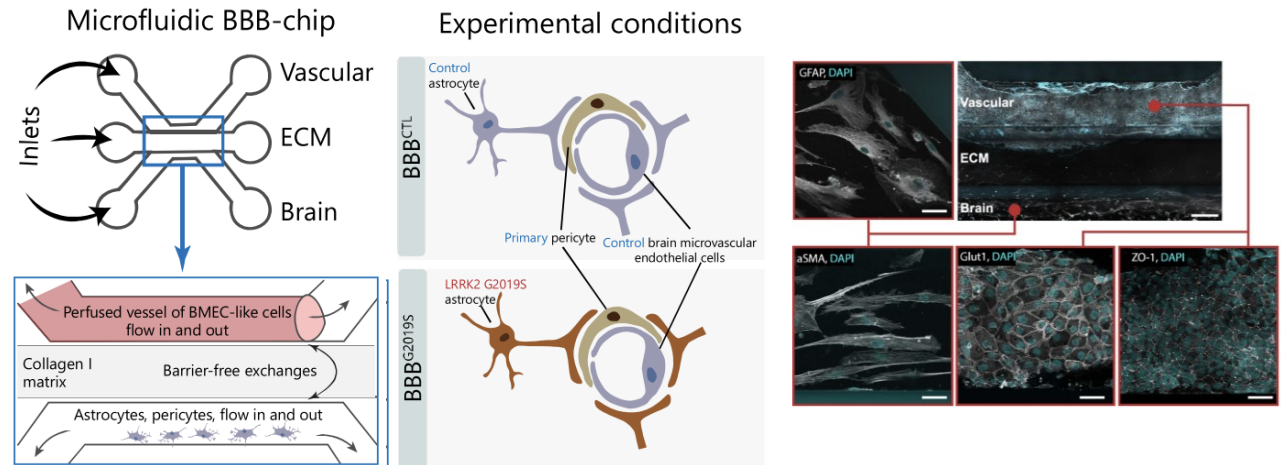 Microfluidic BBB-chip
Inlets
Vascular
ECM
Brain
Perfused vessel of BMEC-like cells
flow in and out
Collagen I
matrix
Barrier-free exchanges
Astrocytes, pericytes, flow in and out
Experimental conditions
BBB^CTL
Control
astrocyte
Primary pericyte
Control brain microvascular
endothelial cells
BBB^G2019S
LRRK2 G2019S
astrocyte
GFAP, DAPI
Vascular
ECM
Brain
aSMA, DAPI
Glut1, DAPI
ZO-1, DAPI